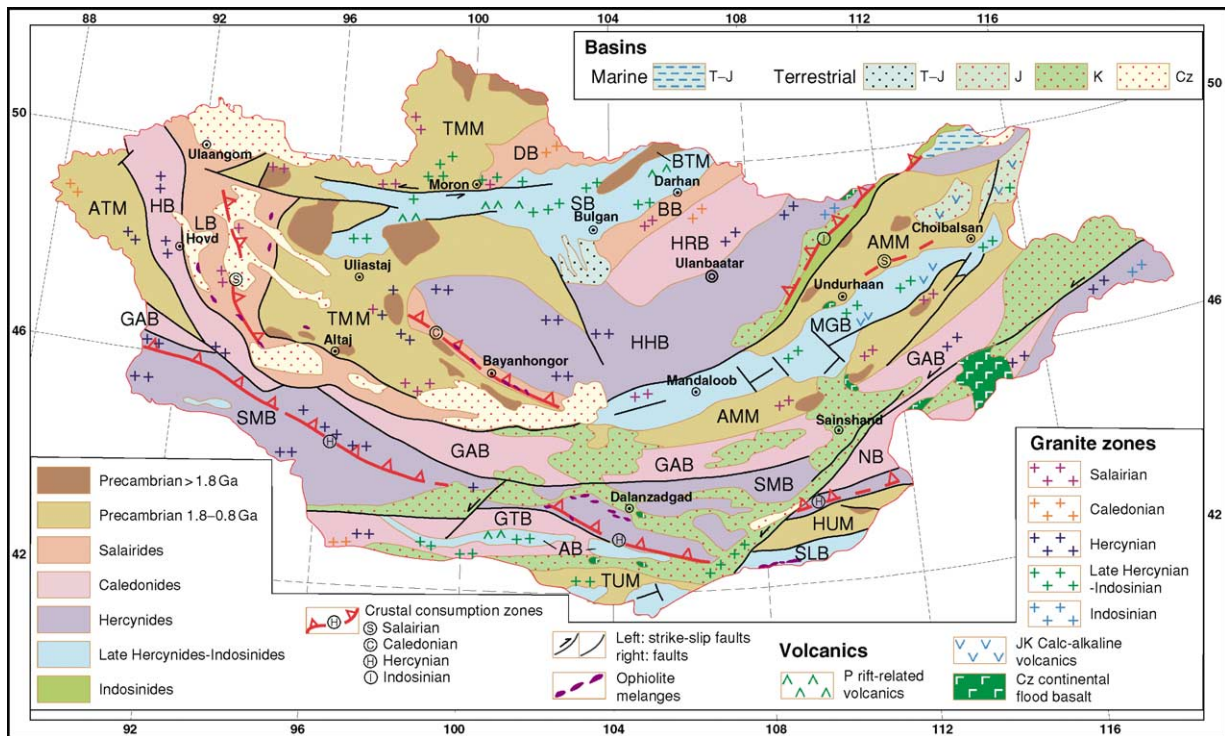 88 92 96 100 104 108 112 116
Basins
Marine T–J Terrestrial T–J J K Cz
50 50
TMM
DB
BTM
Ulaangom
Moron
Darhan
ATM
HB
LB
SB
Bulgan
BB
Hovd
HRB
AMM
Choibalsan
Ulanbaatar
S
I
S
Uliastaj
Undurhaan
46 46
GAB
TMM
C
HHB
MGB
Altaj
Bayanhongor
GAB
Mandaloob
SMB
AMM
Sainshand
H
GAB
GAB
NB
SMB
Dalanzadgad
H
42 42
GTB
HUM
AB
H
SLB
TUM
Precambrian > 1.8 Ga
Precambrian 1.8–0.8 Ga
Salairides
Caledonides
Hercynides
Late Hercynides-Indosinides
Indosinides
Granite zones
Salairian
Caledonian
Hercynian
Late Hercynian
-Indosinian
Indosinian
H Crustal consumption zones
S Salairian
C Caledonian
H Hercynian
I Indosinian
Left: strike-slip faults
right: faults
Ophiolite
melanges
Volcanics
P rift-related
volcanics
JK Calc-alkaline
volcanics
Cz continental
flood basalt
92 96 100 104 108 112 116